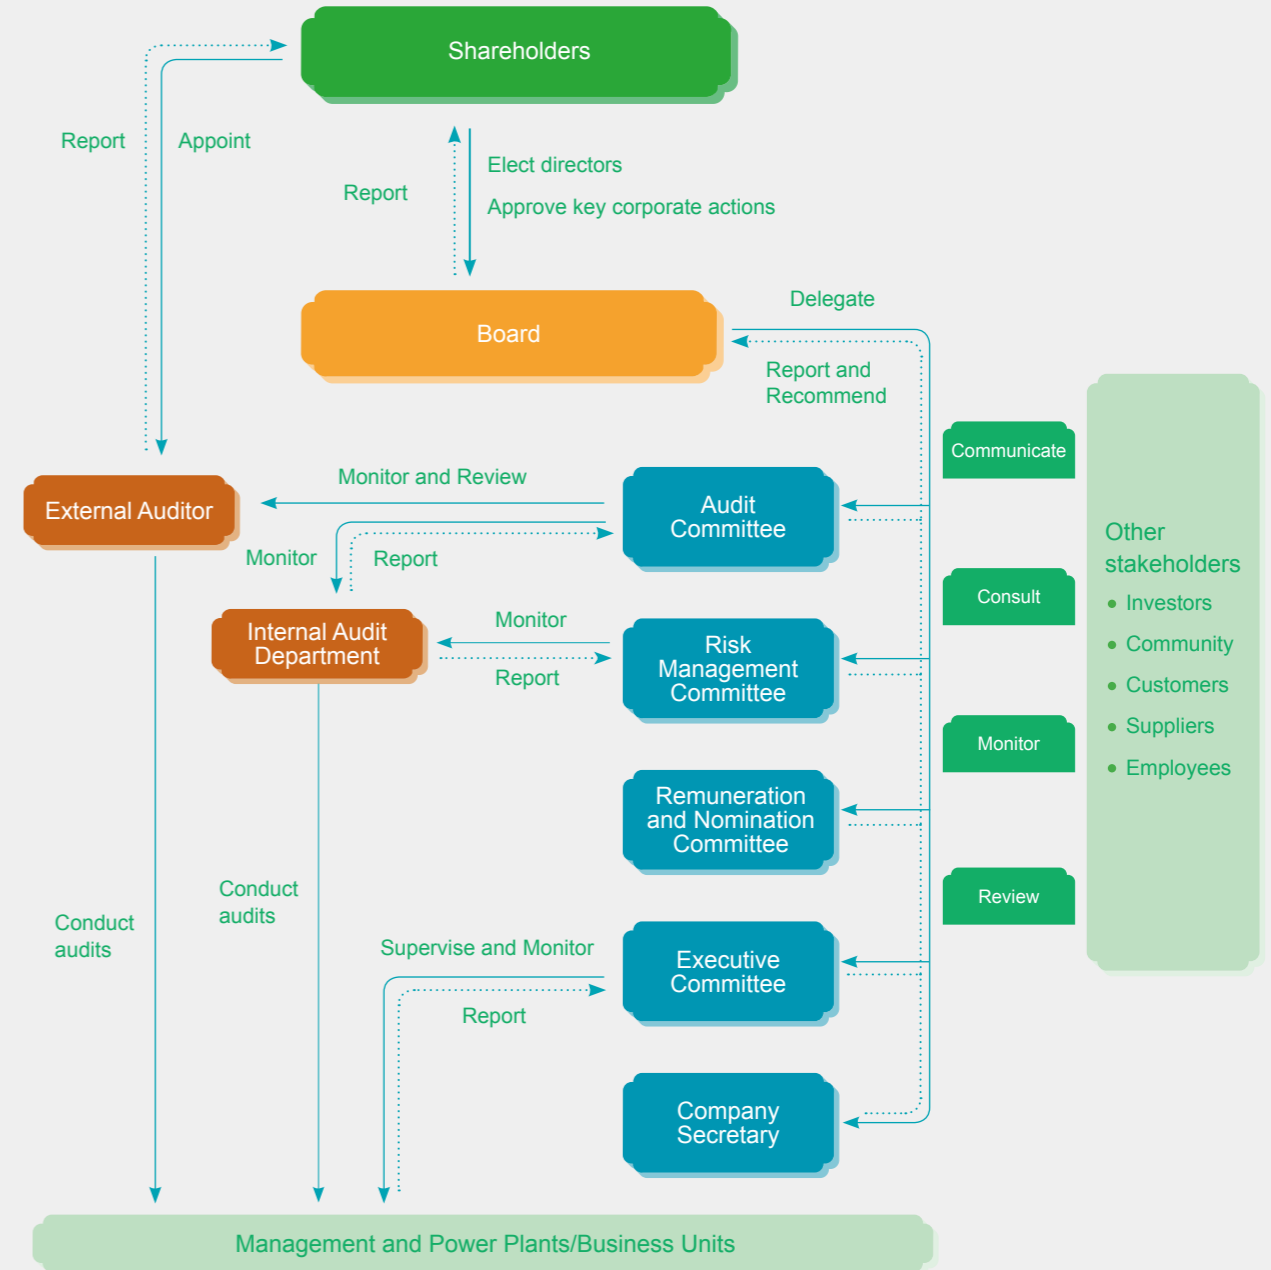 Shareholders
Report
Appoint
Report
Elect directors
Approve key corporate actions
Delegate
Board
Report and
Recommend
Communicate
Monitor and Review
External Auditor
Audit
Committee
Monitor
Report
Other
stakeholders
Consult
Investors
Community
Customers
Suppliers
Employees
Internal Audit
Department
Monitor
Report
Risk
Management
Committee
Monitor
Remuneration
and Nomination
Committee
Review
Conduct
audits
Conduct
audits
Supervise and Monitor
Report
Executive
Committee
Company
Secretary
Management and Power Plants/Business Units